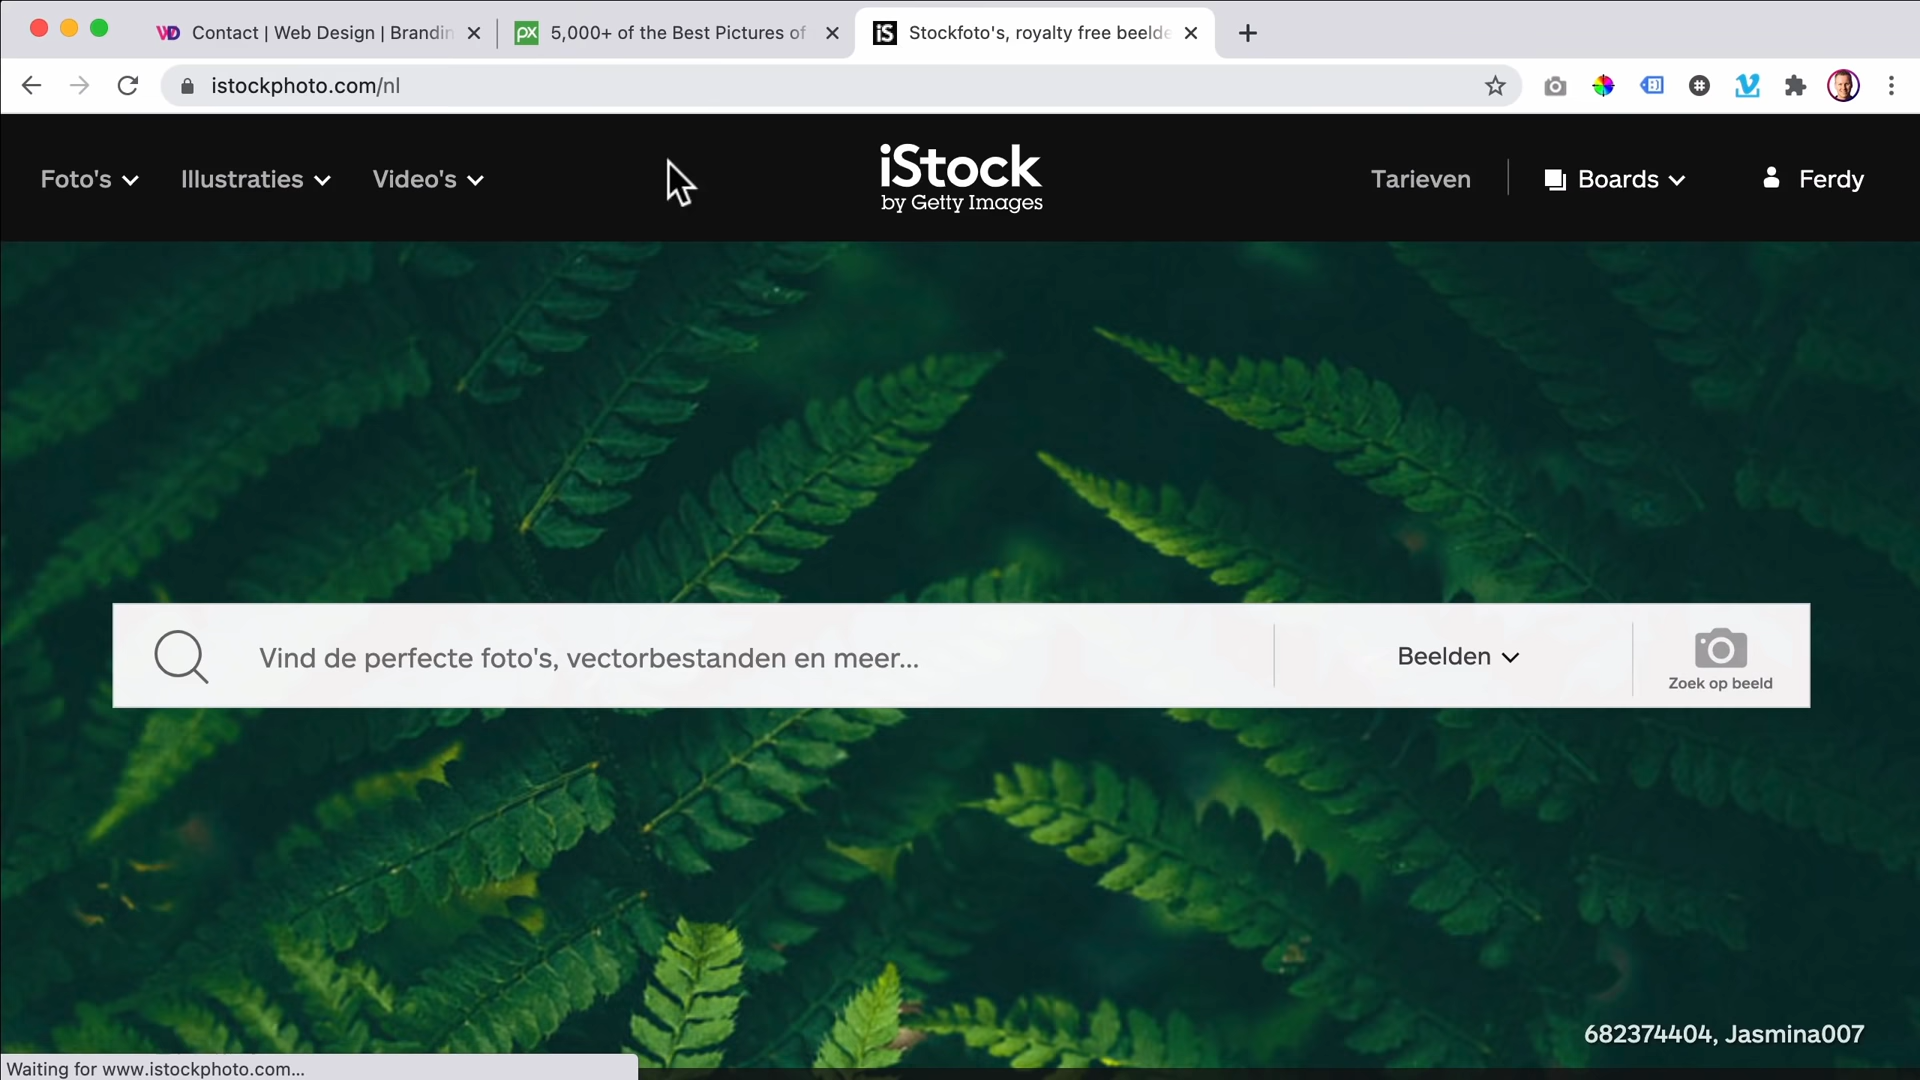 Contact | Web Design | Brandin
5,000+ of the Best Pictures of
Stockfoto's, royalty free beelde
istockphoto.com/nl
Foto's
Illustraties
Video's
iStock
by Getty Images
Tarieven
Boards
Ferdy
Vind de perfecte foto's, vectorbestanden en meer...
Beelden
Zoek op beeld
682374404, Jasmina007
Waiting for www.istockphoto.com...